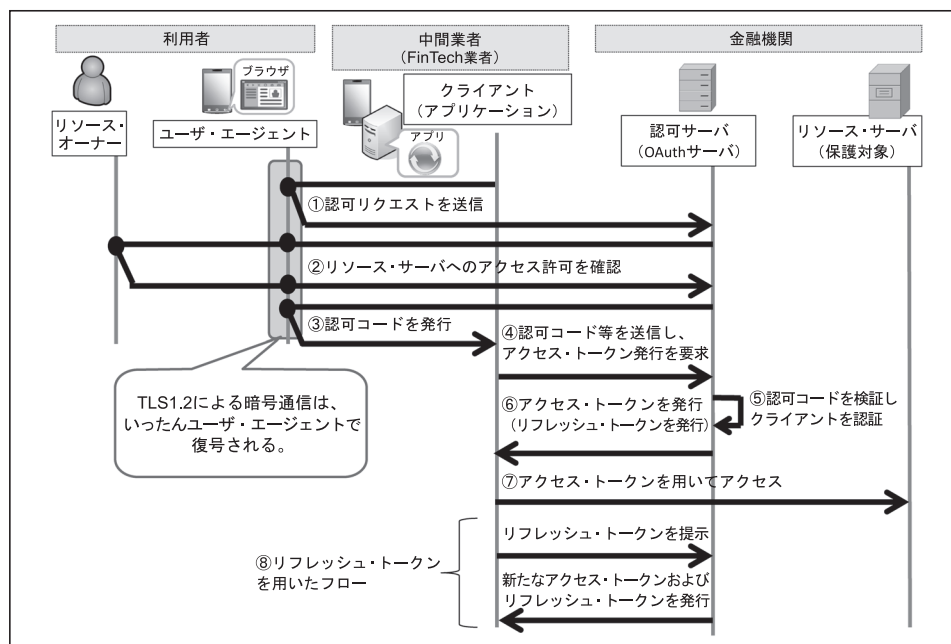 利用者
中間業者
(FinTech業者)
金融機関
ブラウザ
リソース・
オーナー
ユーザ・エージェント
クライアント
(アプリケーション)
アプリ
認可サーバ
(OAuthサーバ)
リソース・サーバ
(保護対象)
①認可リクエストを送信
②リソース・サーバへのアクセス許可を確認
③認可コードを発行
④認可コード等を送信し、
アクセス・トークン発行を要求
⑤認可コードを検証し
クライアントを認証
⑥アクセス・トークンを発行
(リフレッシュ・トークンを発行)
TLS1.2による暗号通信は、
いったんユーザ・エージェントで
復号される。
⑦アクセス・トークンを用いてアクセス
⑧リフレッシュ・トークン
を用いたフロー
リフレッシュ・トークンを提示
新たなアクセス・トークンおよび
リフレッシュ・トークンを発行